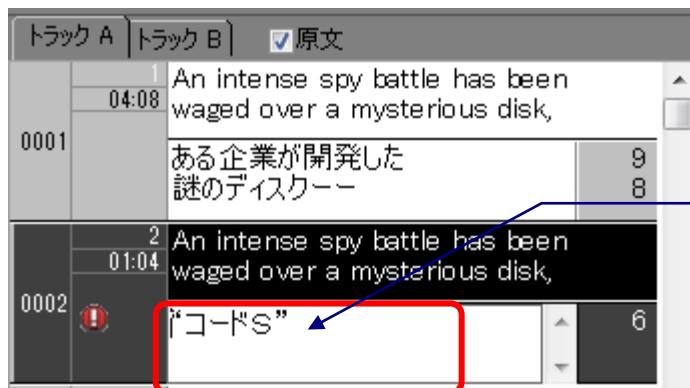 トラック A トラック B 原文
0001
1
04:08
An intense spy battle has been
waged over a mysterious disk,
ある企業が開発した 9
謎のディスクーー 8
0002
2
01:04
An intense spy battle has been
waged over a mysterious disk,
“コードS” 6